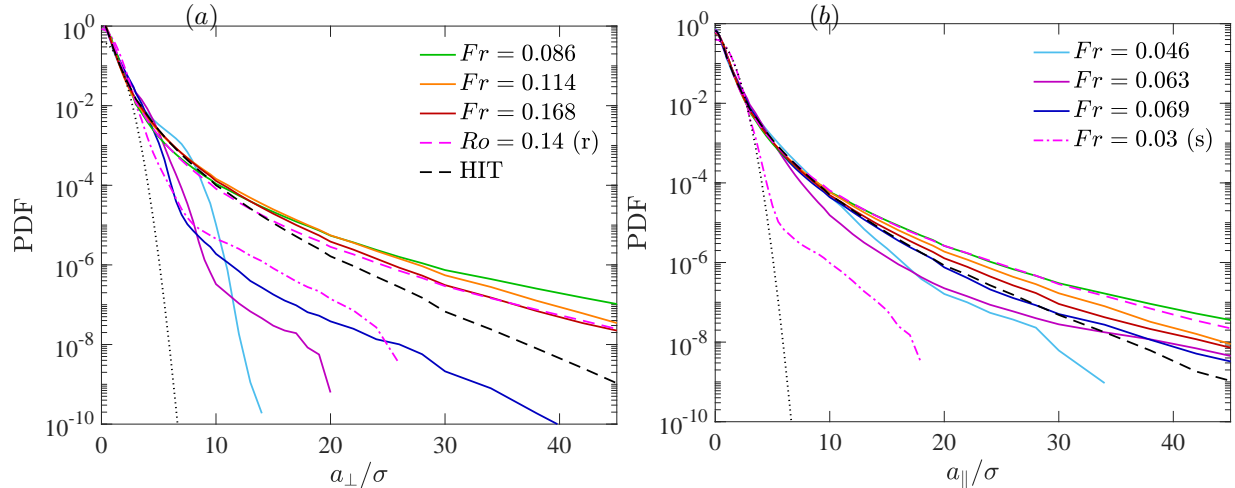 (a)
10^0
10^-2
10^-4
10^-6
10^-8
10^-10
PDF
Fr = 0.086
Fr = 0.114
Fr = 0.168
Ro = 0.14 (r)
HIT
0 10 20 30 40
a_⊥/σ
(b)
10^0
10^-2
10^-4
10^-6
10^-8
10^-10
PDF
Fr = 0.046
Fr = 0.063
Fr = 0.069
Fr = 0.03 (s)
0 10 20 30 40
a_∥/σ